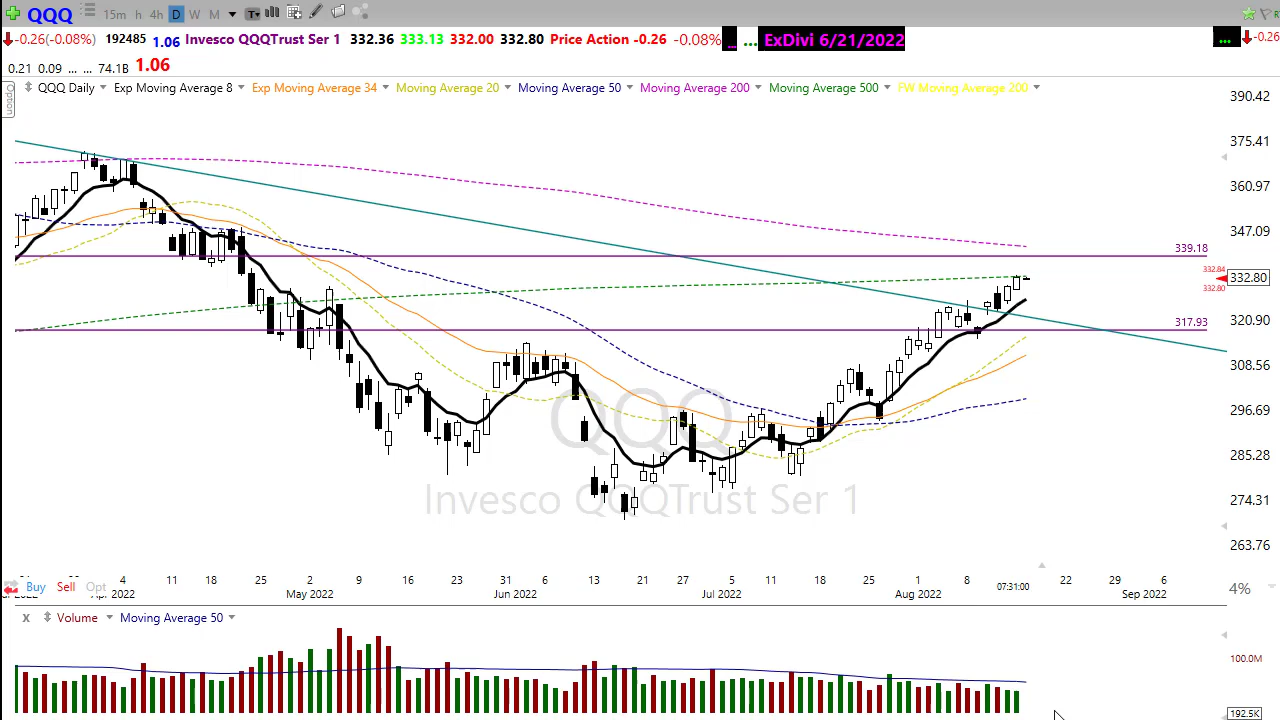 QQQ 15m h 4h D W M T
-0.26(-0.08%) 192485 1.06 Invesco QQQTrust Ser 1 332.36 333.13 332.00 332.80 Price Action -0.26 -0.08% ... ... ExDivi 6/21/2022 ... -0.26
0.21 0.09 ... ... 74.1B 1.06
Option
QQQ Daily Exp Moving Average 8 Exp Moving Average 34 Moving Average 20 Moving Average 50 Moving Average 200 Moving Average 500 FW Moving Average 200
390.42
375.41
360.97
347.09
339.18
332.84
332.80
332.80
320.90
317.93
308.56
296.69
285.28
274.31
263.76
QQQ
Invesco QQQTrust Ser 1
4 11 18 25 2 9 16 23 31 6 13 21 27 5 11 18 25 1 8 07:31:00 22 29 6
Buy Sell Opt
Apr 2022 May 2022 Jun 2022 Jul 2022 Aug 2022 Sep 2022
4%
x Volume Moving Average 50
100.0M
192.5K